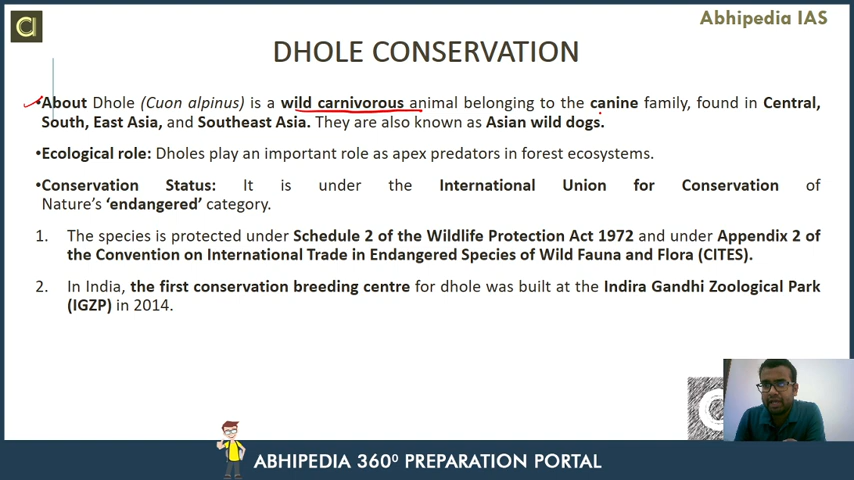 Abhipedia IAS
DHOLE CONSERVATION
•About Dhole (Cuon alpinus) is a wild carnivorous animal belonging to the canine family, found in Central,
South, East Asia, and Southeast Asia. They are also known as Asian wild dogs.
•Ecological role: Dholes play an important role as apex predators in forest ecosystems.
•Conservation Status: It is under the International Union for Conservation of
Nature's 'endangered' category.
1. The species is protected under Schedule 2 of the Wildlife Protection Act 1972 and under Appendix 2 of
the Convention on International Trade in Endangered Species of Wild Fauna and Flora (CITES).
2. In India, the first conservation breeding centre for dhole was built at the Indira Gandhi Zoological Park
(IGZP) in 2014.
ABHIPEDIA 360⁰ PREPARATION PORTAL